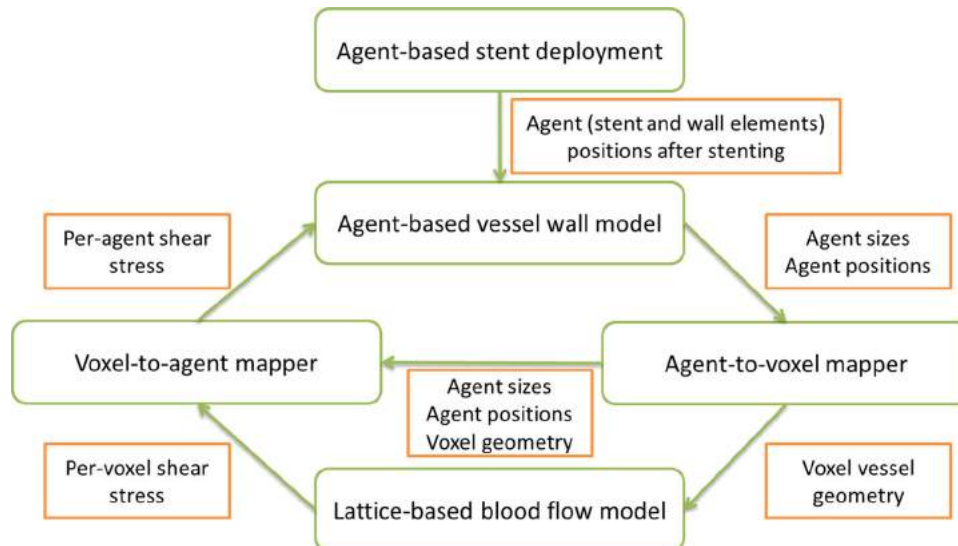 Agent-based stent deployment
Agent (stent and wall elements)
positions after stenting
Agent-based vessel wall model
Per-agent shear
stress
Agent sizes
Agent positions
Voxel-to-agent mapper
Agent-to-voxel mapper
Agent sizes
Agent positions
Voxel geometry
Per-voxel shear
stress
Voxel vessel
geometry
Lattice-based blood flow model